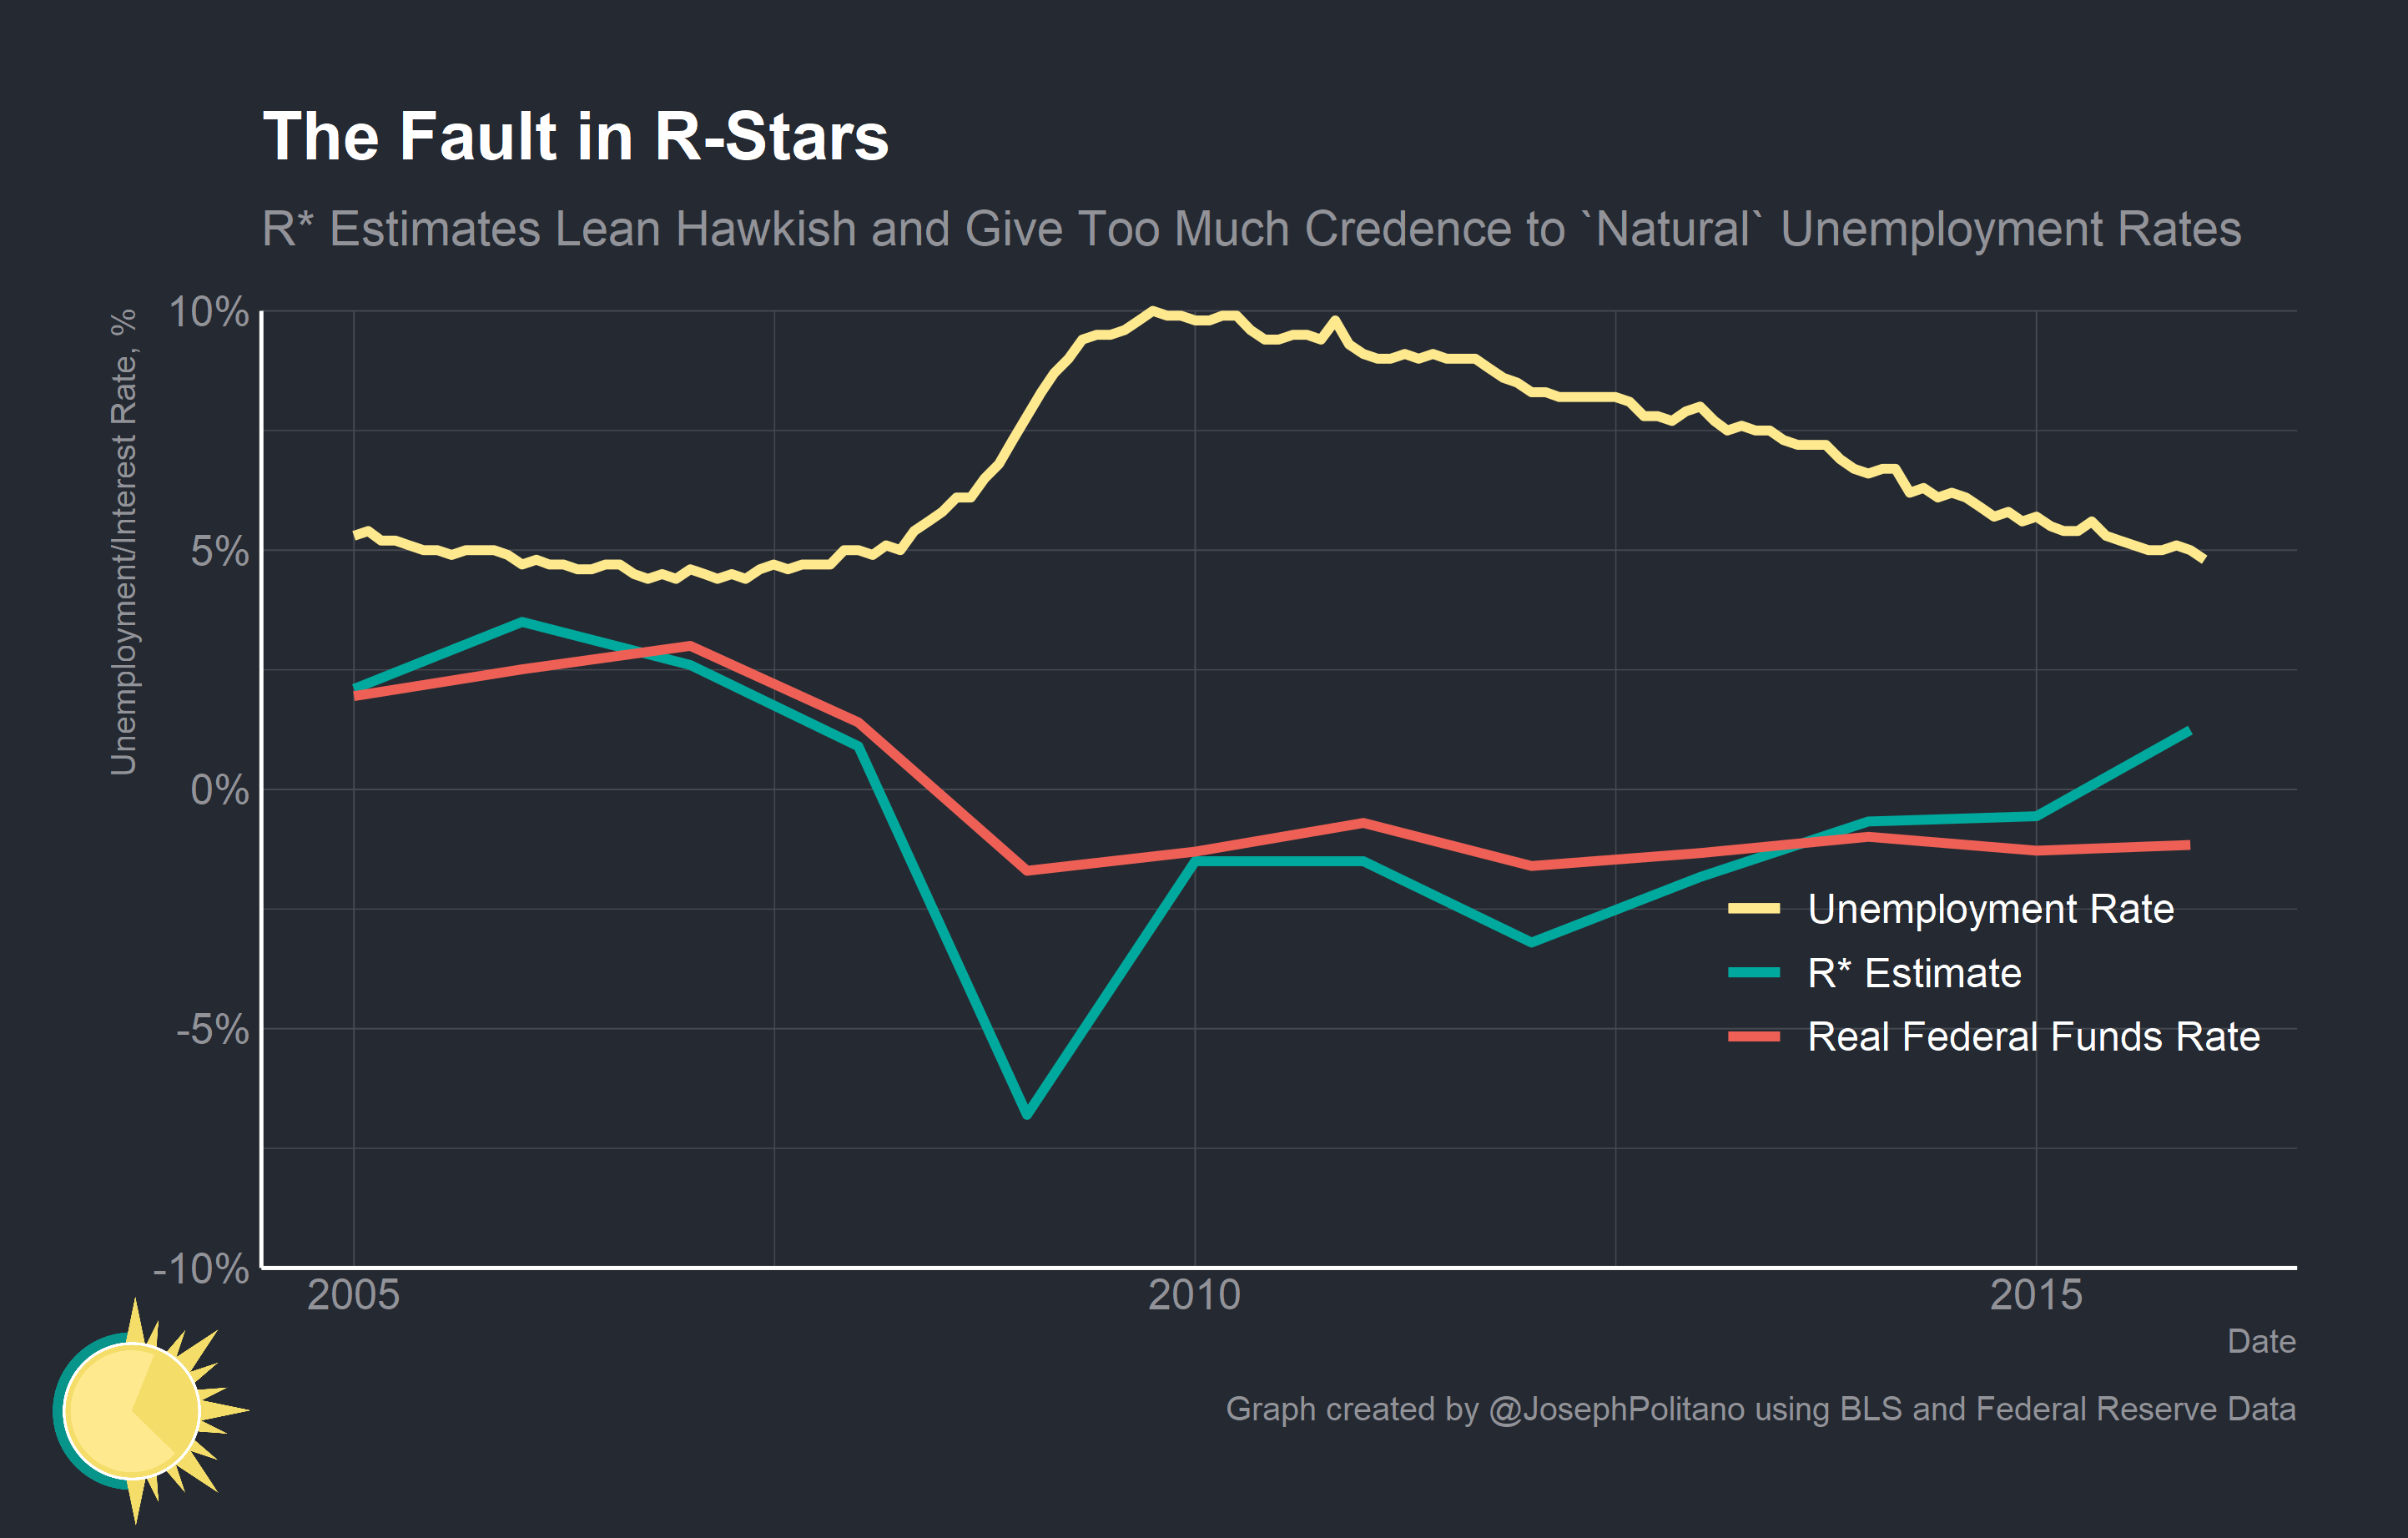 The Fault in R-Stars
R* Estimates Lean Hawkish and Give Too Much Credence to `Natural` Unemployment Rates
Unemployment/Interest Rate, %
10%
5%
0%
-5%
-10%
Unemployment Rate
R* Estimate
Real Federal Funds Rate
2005 2010 2015
Date
Graph created by @JosephPolitano using BLS and Federal Reserve Data